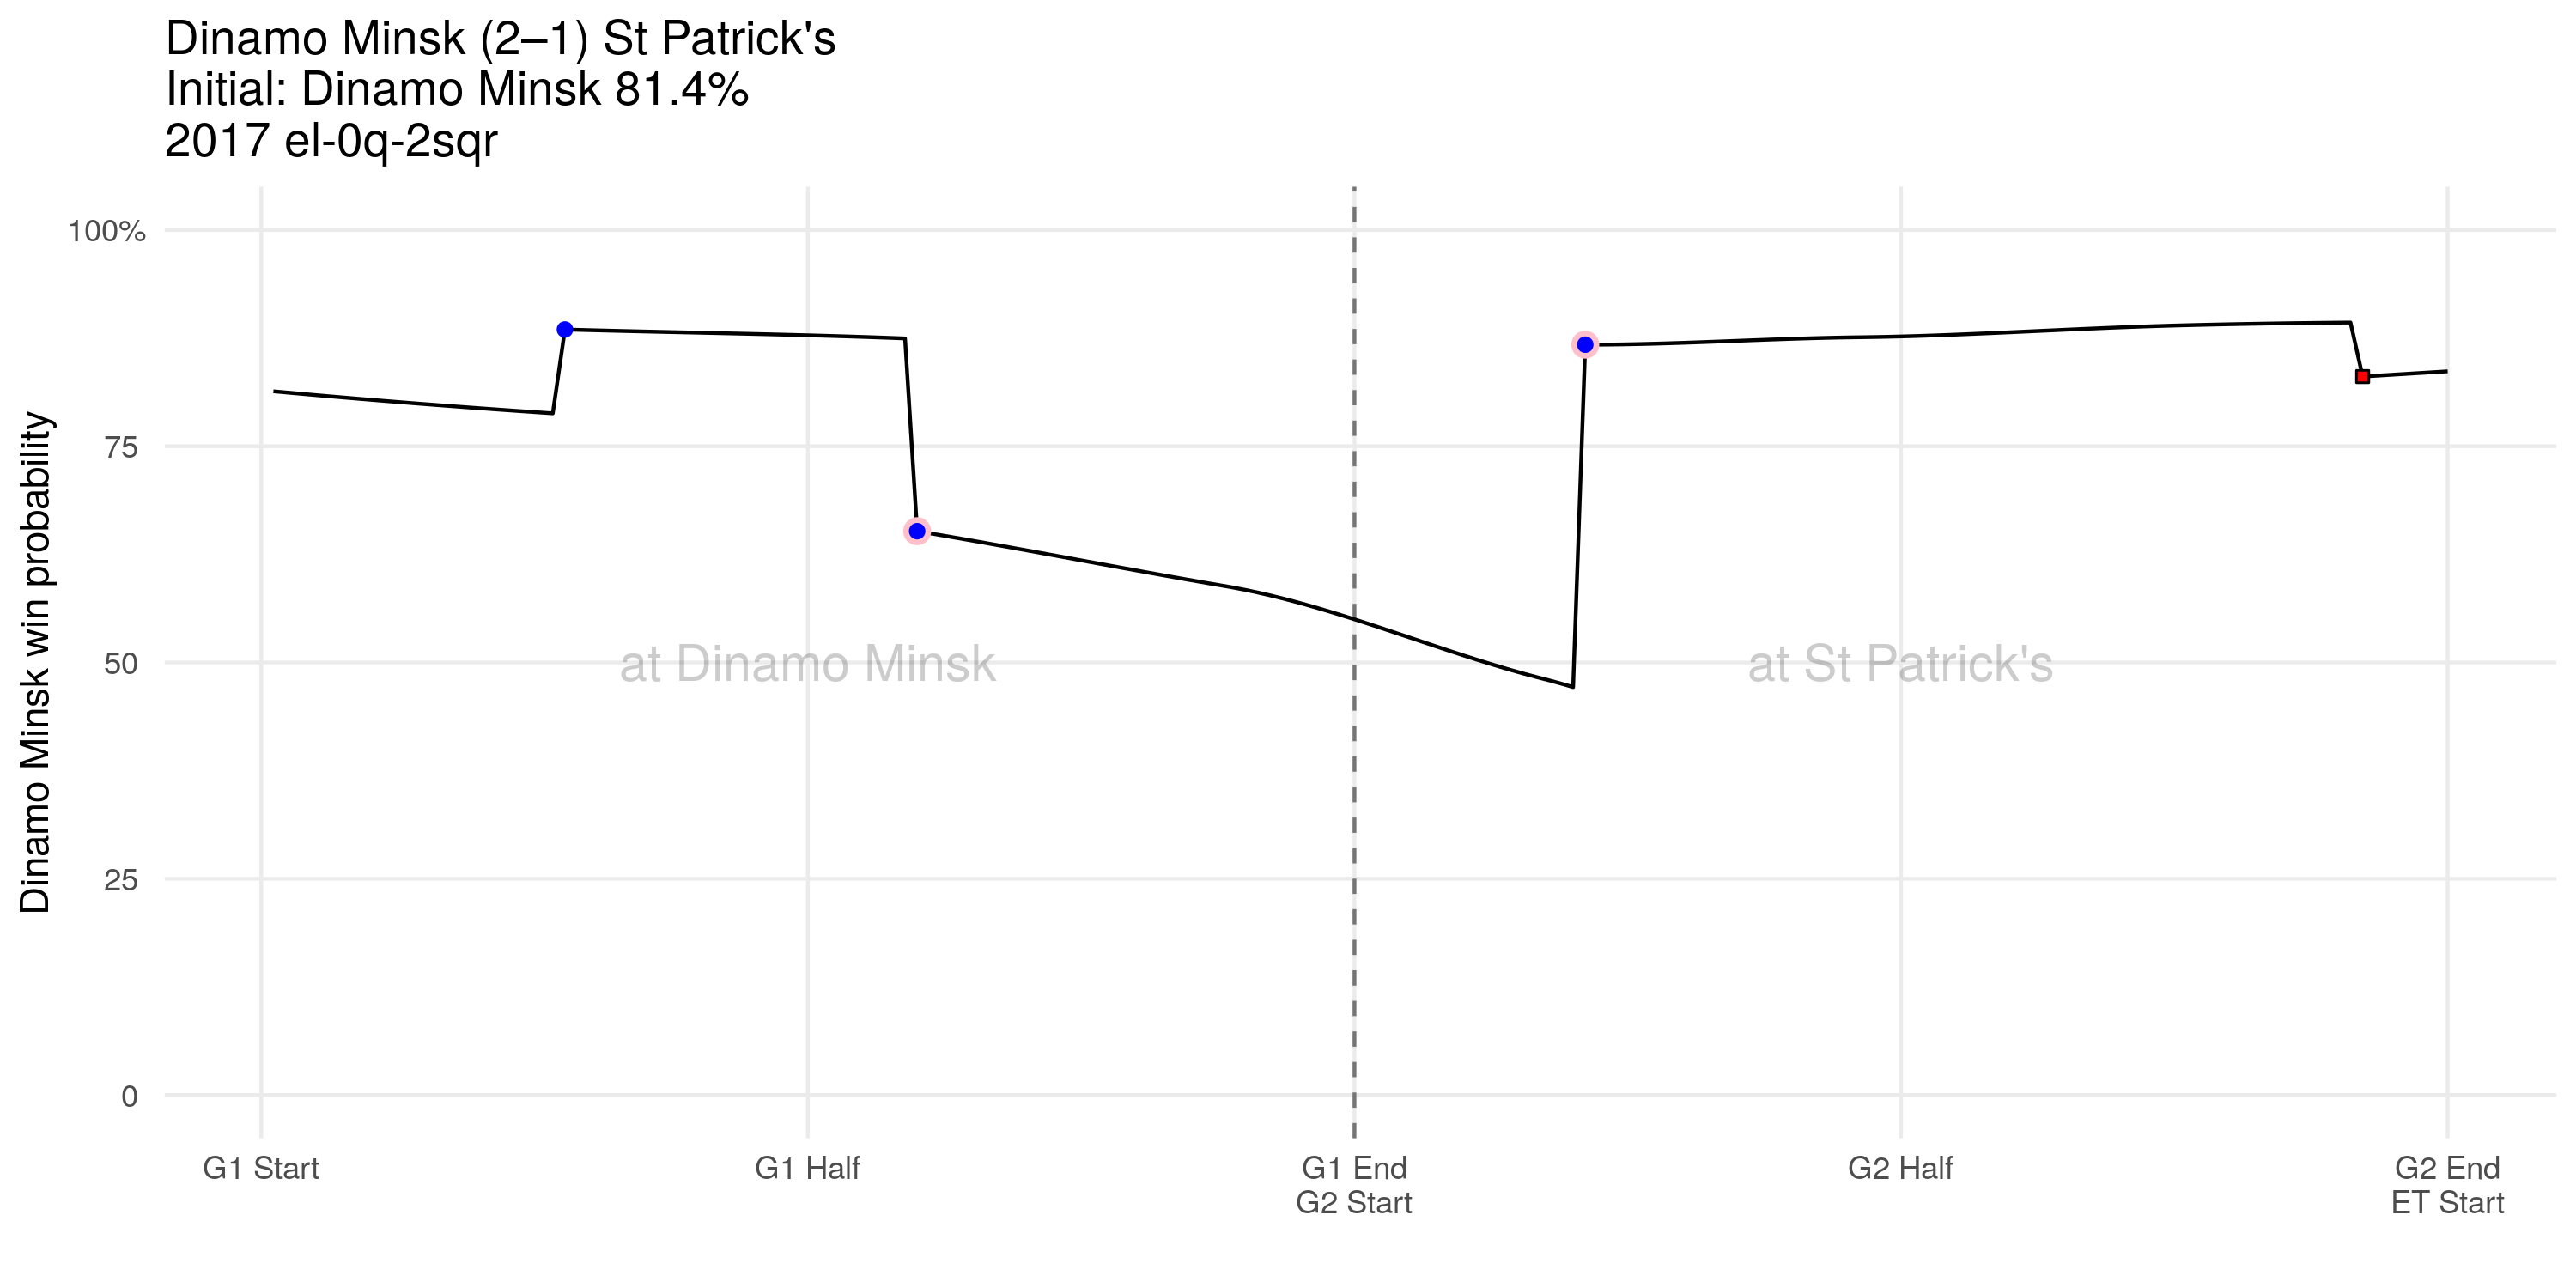 Dinamo Minsk (2–1) St Patrick's
Initial: Dinamo Minsk 81.4%
2017 el-0q-2sqr
Dinamo Minsk win probability
100%
75
50
25
0
at Dinamo Minsk
at St Patrick's
G1 Start
G1 Half
G1 End
G2 Start
G2 Half
G2 End
ET Start